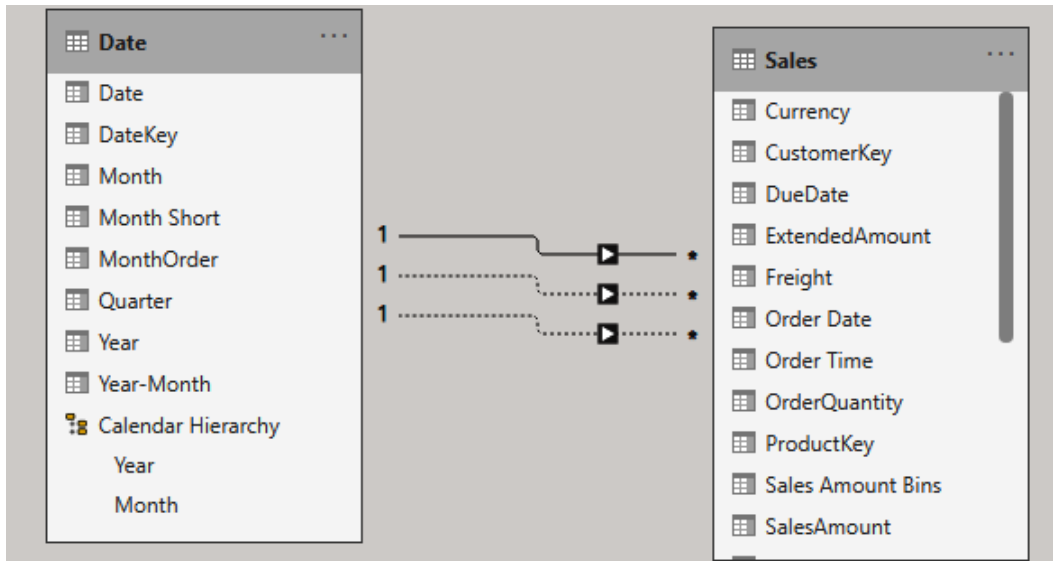 Date
...
Date
DateKey
Month
Month Short
MonthOrder
Quarter
Year
Year-Month
Calendar Hierarchy
Year
Month
1
*
1
*
1
*
Sales
...
Currency
CustomerKey
DueDate
ExtendedAmount
Freight
Order Date
Order Time
OrderQuantity
ProductKey
Sales Amount Bins
SalesAmount